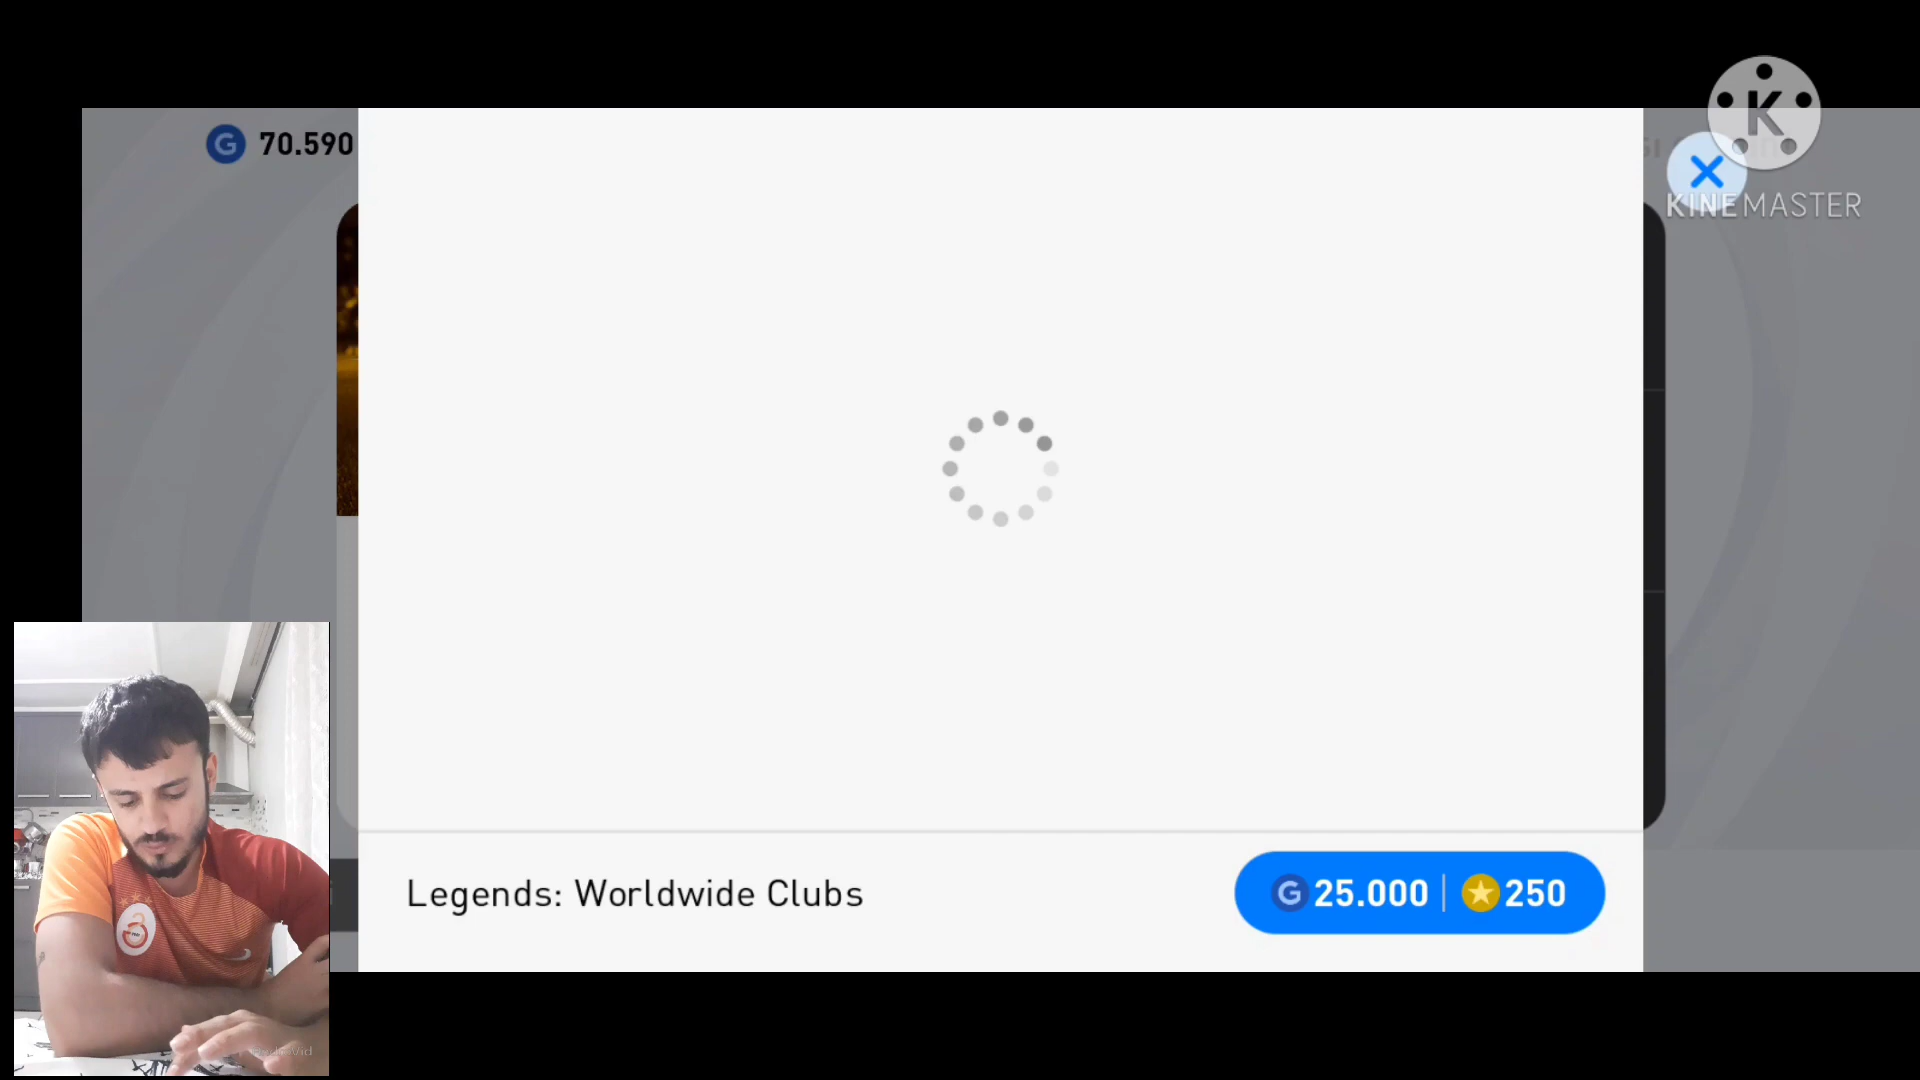 G 70.590
K
KINEMASTER
Legends: Worldwide Clubs
G 25.000 | 250